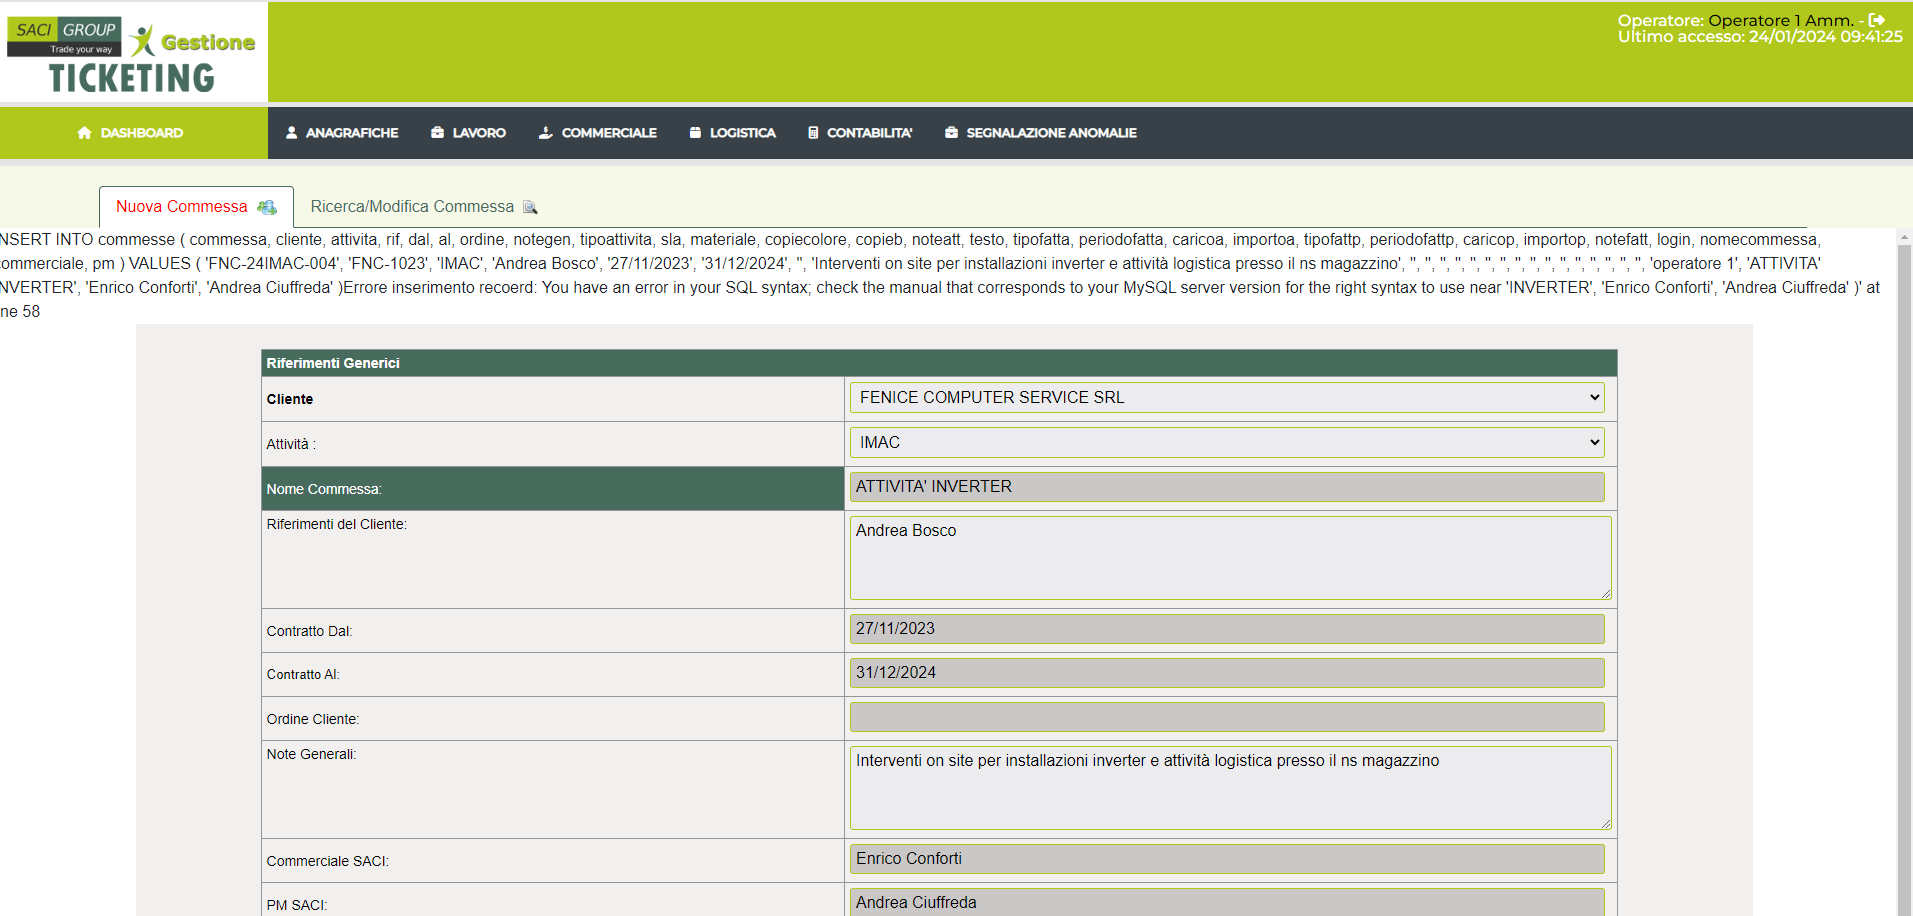 SACI GROUP
Trade your way
Gestione
TICKETING
Operatore: Operatore 1 Amm. -
Ultimo accesso: 24/01/2024 09:41:25
DASHBOARD
ANAGRAFICHE
LAVORO
COMMERCIALE
LOGISTICA
CONTABILITA'
SEGNALAZIONE ANOMALIE
Nuova Commessa
Ricerca/Modifica Commessa
NSERT INTO commesse ( commessa, cliente, attivita, rif, dal, al, ordine, notegen, tipoattivita, sla, materiale, copiecolore, copieb, noteatt, testo, tipofatta, periodofatta, caricoa, importoa, tipofattp, periodofattp, caricop, importop, notefatt, login, nomecommessa,
ommerciale, pm ) VALUES ( 'FNC-24IMAC-004', 'FNC-1023', 'IMAC', 'Andrea Bosco', '27/11/2023', '31/12/2024', '', 'Interventi on site per installazioni inverter e attività logistica presso il ns magazzino', '', '', '', '', '', '', '', '', '', '', '', '', '', '', '', '', 'operatore 1', 'ATTIVITA'
NVERTER', 'Enrico Conforti', 'Andrea Ciuffreda' )Errore inserimento recoerd: You have an error in your SQL syntax; check the manual that corresponds to your MySQL server version for the right syntax to use near 'INVERTER', 'Enrico Conforti', 'Andrea Ciuffreda' )' at
ne 58
Riferimenti Generici
Cliente
FENICE COMPUTER SERVICE SRL
Attività :
IMAC
Nome Commessa:
ATTIVITA' INVERTER
Riferimenti del Cliente:
Andrea Bosco
Contratto Dal:
27/11/2023
Contratto Al:
31/12/2024
Ordine Cliente:
Note Generali:
Interventi on site per installazioni inverter e attività logistica presso il ns magazzino
Commerciale SACI:
Enrico Conforti
PM SACI:
Andrea Ciuffreda